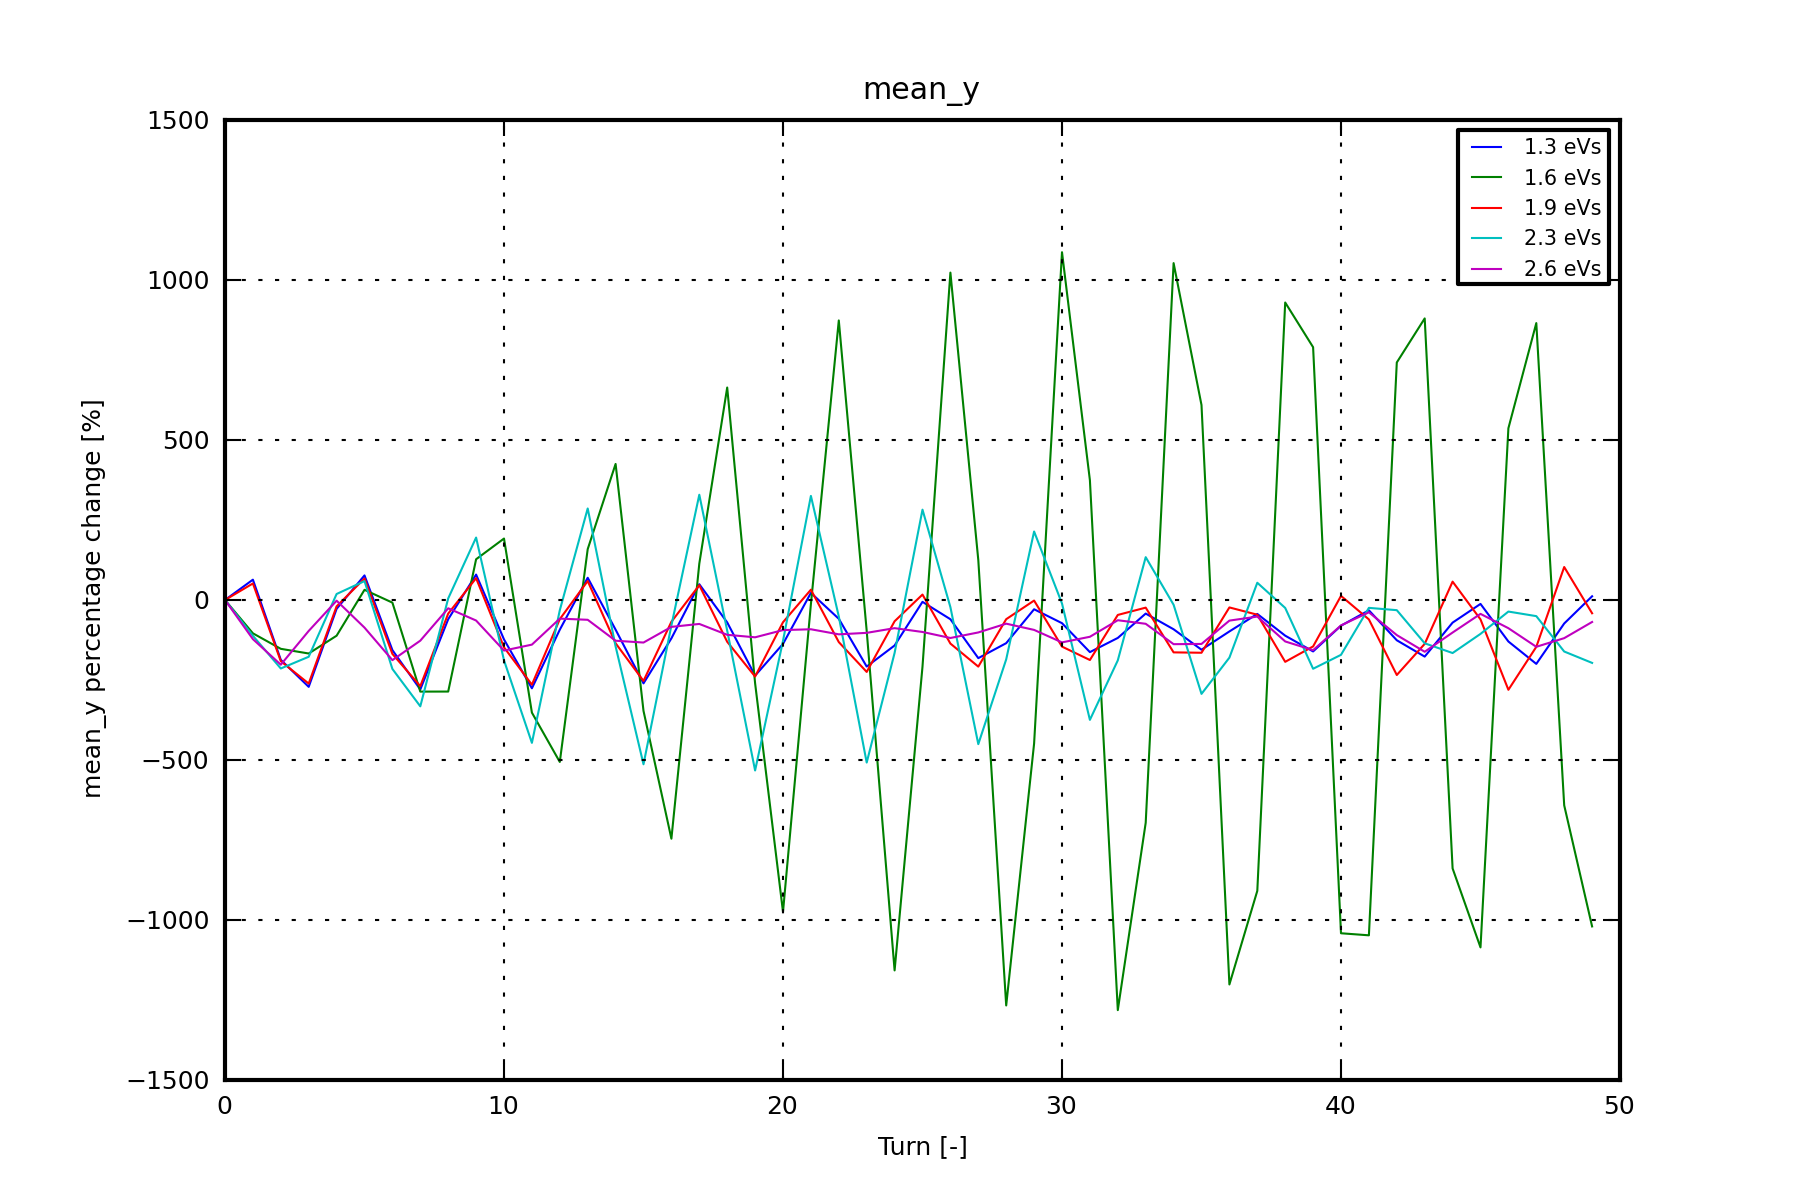 mean_y
1500
1000
500
0
−500
−1000
−1500
mean_y percentage change [%]
1.3 eVs
1.6 eVs
1.9 eVs
2.3 eVs
2.6 eVs
0 10 20 30 40 50
Turn [-]